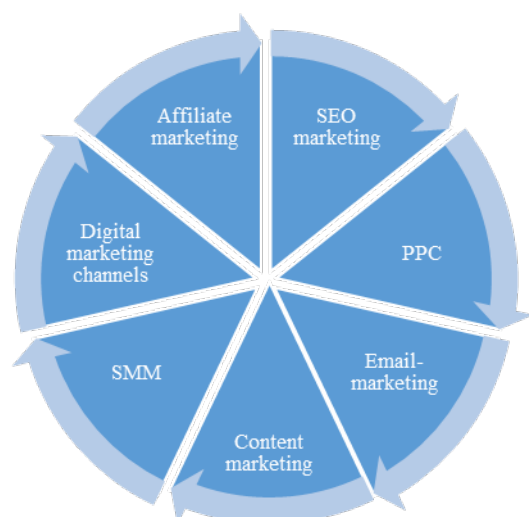 Affiliate
marketing
SEO
marketing
Digital
marketing
channels
PPC
SMM
Email-
marketing
Content
marketing